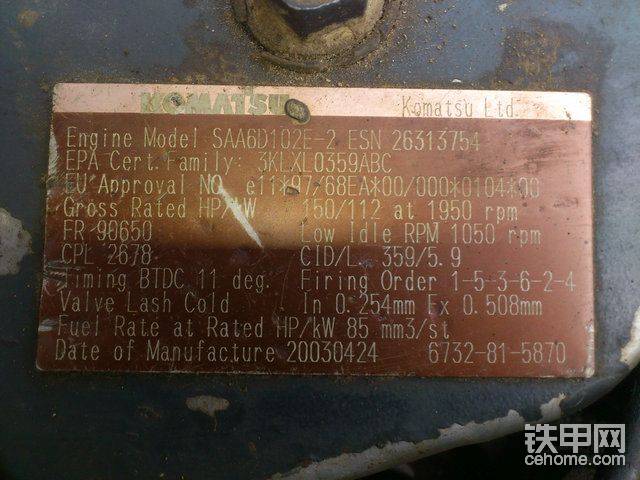 KOMATSU Komatsu Ltd.
Engine Model SAA6D102E-2 ESN 26313754
EPA Cert. Family: 3KLXL0359ABC
EU Approval NO e11*97/68EA*00/000*0104*00
Gross Rated HP/kW 150/112 at 1950 rpm
FR 90650 Low Idle RPM 1050 rpm
CPL 2678 CID/L 359/5.9
Timing BTDC 11 deg. Firing Order 1-5-3-6-2-4
Valve Lash Cold In 0.254mm Ex 0.508mm
Fuel Rate at Rated HP/kW 85 mm3/st
Date of Manufacture 20030424 6732-81-5870
铁甲网
cehome.com